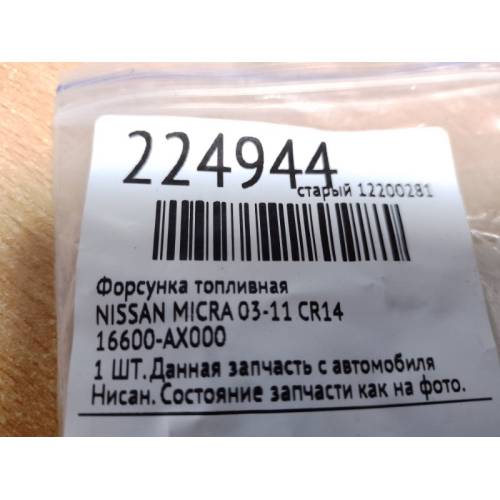 224944
старый 12200281
Форсунка топливная
NISSAN MICRA 03-11 CR14
16600-AX000
1 ШТ.Данная запчасть с автомобиля
Нисан.Состояние запчасти как на фото.